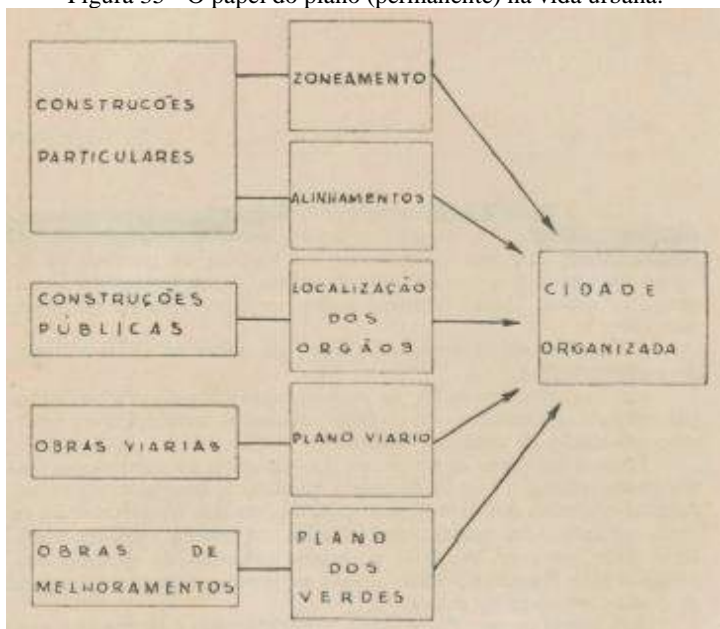 Figura 33 - O papel do plano (permanente) na vida urbana.
CONSTRUCÕES
PARTICULARES
ZONEAMENTO
ALINHAMENTOS
CONSTRUÇÕES
PÚBLICAS
LOCALIZAÇÃO
DOS
ORGÃOS
OBRAS VIARIAS
PLANO VIARIO
OBRAS DE
MELHORAMENTOS
PLANO
DOS
VERDES
CIDADE
ORGANIZADA